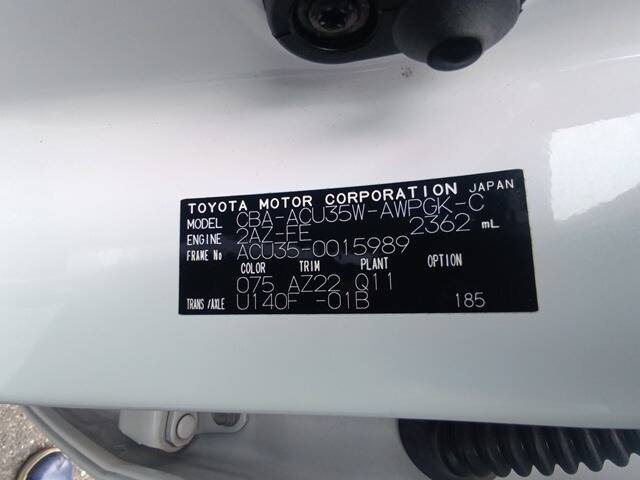 TOYOTA MOTOR CORPORATION JAPAN
MODEL CBA-ACU35W-AWPGK-C
ENGINE 2AZ-FE 2362 mL
FRAME No ACU35-0015989
COLOR TRIM PLANT OPTION
075 AZ22 Q11
TRANS/AXLE U140F -01B 185